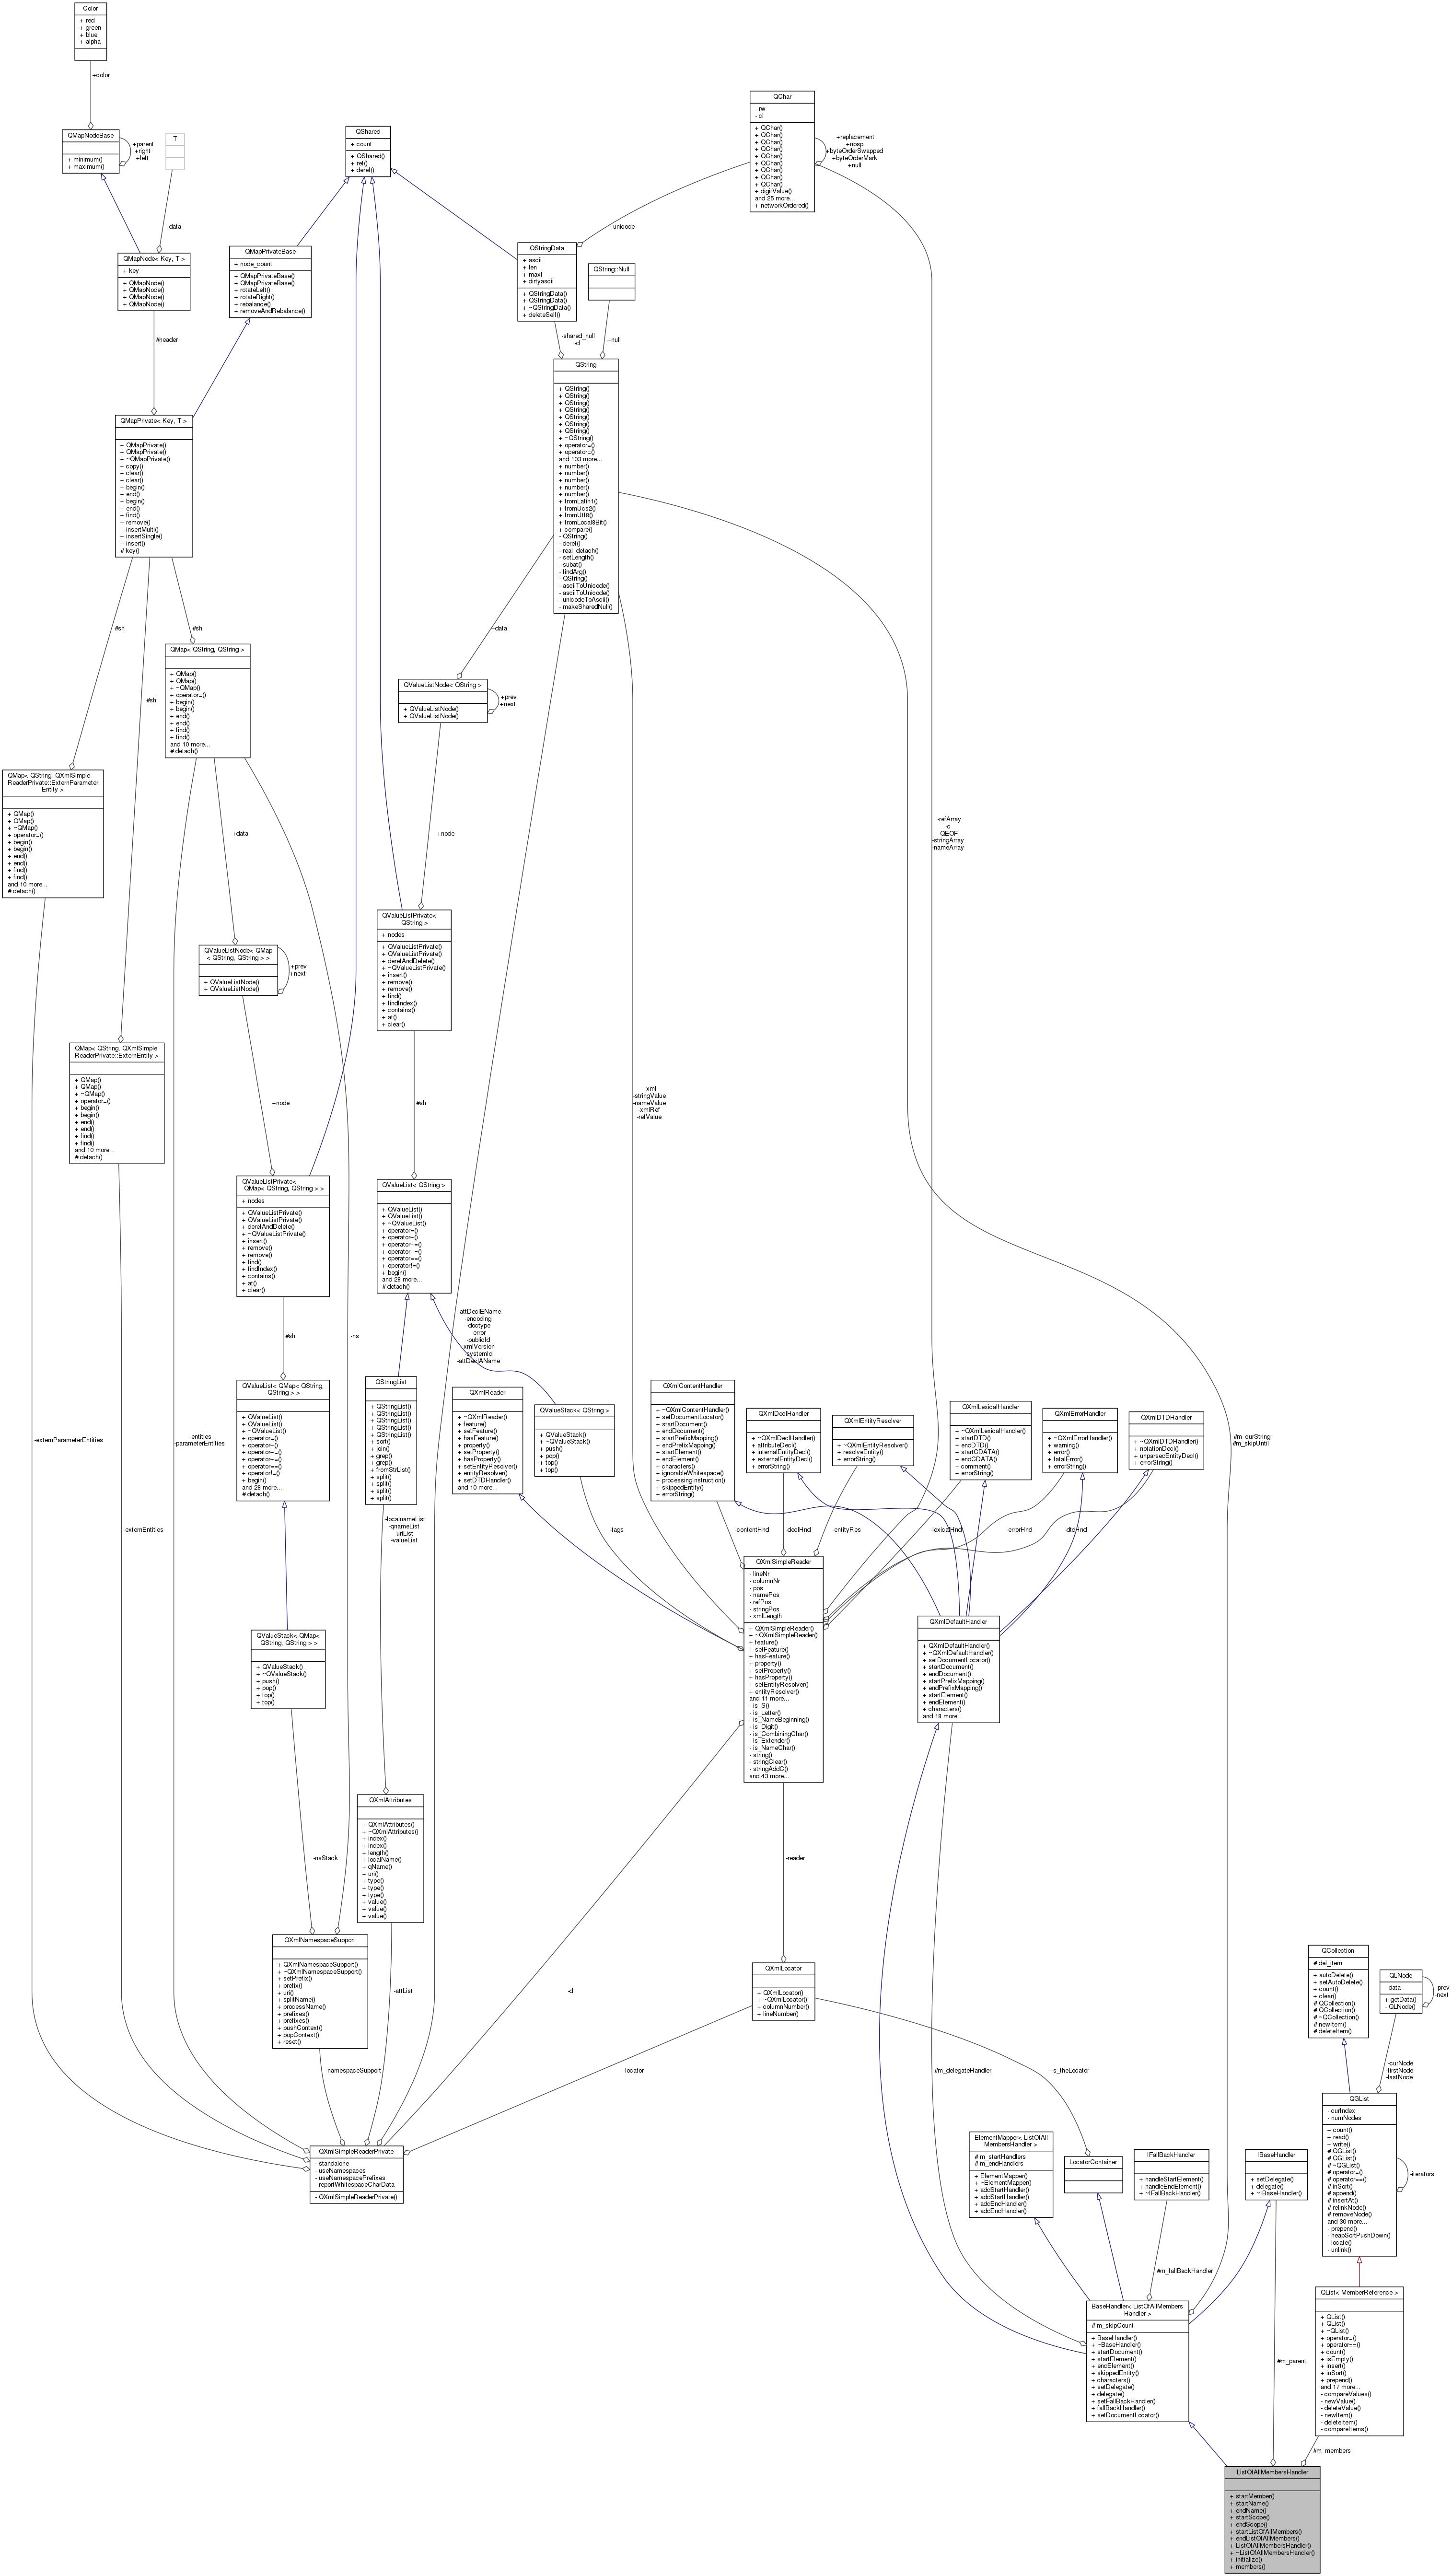 Color
+ red
+ green
+ blue
+ alpha
+color
QMapNodeBase
+ minimum()
+ maximum()
+parent
+right
+left
T
+data
QMapNode< Key, T >
+ key
+ QMapNode()
+ QMapNode()
+ QMapNode()
+ QMapNode()
#header
QShared
+ count
+ QShared()
+ ref()
+ deref()
QMapPrivateBase
+ node_count
+ QMapPrivateBase()
+ QMapPrivateBase()
+ rotateLeft()
+ rotateRight()
+ rebalance()
+ removeAndRebalance()
QChar
- rw
- cl
+ QChar()
+ QChar()
+ QChar()
+ QChar()
+ QChar()
+ QChar()
+ QChar()
+ QChar()
+ QChar()
+ digitValue()
and 25 more...
+ networkOrdered()
+replacement
+nbsp
+byteOrderSwapped
+byteOrderMark
+null
+unicode
QStringData
+ ascii
+ len
+ maxl
+ dirtyascii
+ QStringData()
+ QStringData()
+ ~QStringData()
+ deleteSelf()
QString::Null
-shared_null
-d
+null
QString
+ QString()
+ QString()
+ QString()
+ QString()
+ QString()
+ QString()
+ QString()
+ ~QString()
+ operator=()
+ operator=()
and 103 more...
+ number()
+ number()
+ number()
+ number()
+ number()
+ fromLatin1()
+ fromUcs2()
+ fromUtf8()
+ fromLocal8Bit()
+ compare()
- QString()
- deref()
- real_detach()
- setLength()
- subat()
- findArg()
- QString()
- asciiToUnicode()
- asciiToUnicode()
- unicodeToAscii()
- makeSharedNull()
QMapPrivate< Key, T >
+ QMapPrivate()
+ QMapPrivate()
+ ~QMapPrivate()
+ copy()
+ clear()
+ clear()
+ begin()
+ end()
+ begin()
+ end()
+ find()
+ remove()
+ insertMulti()
+ insertSingle()
+ insert()
# key()
#sh
#sh
#sh
QMap< QString, QString >
+ QMap()
+ QMap()
+ ~QMap()
+ operator=()
+ begin()
+ begin()
+ end()
+ end()
+ find()
+ find()
and 10 more...
# detach()
+data
QValueListNode< QString >
+ QValueListNode()
+ QValueListNode()
+prev
+next
QMap< QString, QXmlSimple
ReaderPrivate::ExternParameter
Entity >
+ QMap()
+ QMap()
+ ~QMap()
+ operator=()
+ begin()
+ begin()
+ end()
+ end()
+ find()
+ find()
and 10 more...
# detach()
+data
+node
-refArray
-c
-QEOF
-stringArray
-nameArray
QValueListNode< QMap
< QString, QString > >
+ QValueListNode()
+ QValueListNode()
+prev
+next
QValueListPrivate<
QString >
+ nodes
+ QValueListPrivate()
+ QValueListPrivate()
+ derefAndDelete()
+ ~QValueListPrivate()
+ insert()
+ remove()
+ remove()
+ find()
+ findIndex()
+ contains()
+ at()
+ clear()
QMap< QString, QXmlSimple
ReaderPrivate::ExternEntity >
+ QMap()
+ QMap()
+ ~QMap()
+ operator=()
+ begin()
+ begin()
+ end()
+ end()
+ find()
+ find()
and 10 more...
# detach()
+node
#sh
-xml
-stringValue
-nameValue
-xmlRef
-refValue
QValueListPrivate<
QMap< QString, QString > >
+ nodes
+ QValueListPrivate()
+ QValueListPrivate()
+ derefAndDelete()
+ ~QValueListPrivate()
+ insert()
+ remove()
+ remove()
+ find()
+ findIndex()
+ contains()
+ at()
+ clear()
QValueList< QString >
+ QValueList()
+ QValueList()
+ ~QValueList()
+ operator=()
+ operator+()
+ operator+=()
+ operator+=()
+ operator==()
+ operator!=()
+ begin()
and 28 more...
# detach()
#sh
-ns
-attDeclEName
-encoding
-doctype
-error
-publicId
-xmlVersion
-systemId
-attDeclAName
QValueList< QMap< QString,
QString > >
+ QValueList()
+ QValueList()
+ ~QValueList()
+ operator=()
+ operator+()
+ operator+=()
+ operator+=()
+ operator==()
+ operator!=()
+ begin()
and 28 more...
# detach()
QStringList
+ QStringList()
+ QStringList()
+ QStringList()
+ QStringList()
+ QStringList()
+ sort()
+ join()
+ grep()
+ grep()
+ fromStrList()
+ split()
+ split()
+ split()
+ split()
QXmlReader
+ ~QXmlReader()
+ feature()
+ setFeature()
+ hasFeature()
+ property()
+ setProperty()
+ hasProperty()
+ setEntityResolver()
+ entityResolver()
+ setDTDHandler()
and 10 more...
QValueStack< QString >
+ QValueStack()
+ ~QValueStack()
+ push()
+ pop()
+ top()
+ top()
QXmlContentHandler
+ ~QXmlContentHandler()
+ setDocumentLocator()
+ startDocument()
+ endDocument()
+ startPrefixMapping()
+ endPrefixMapping()
+ startElement()
+ endElement()
+ characters()
+ ignorableWhitespace()
+ processingInstruction()
+ skippedEntity()
+ errorString()
QXmlDeclHandler
+ ~QXmlDeclHandler()
+ attributeDecl()
+ internalEntityDecl()
+ externalEntityDecl()
+ errorString()
QXmlEntityResolver
+ ~QXmlEntityResolver()
+ resolveEntity()
+ errorString()
QXmlLexicalHandler
+ ~QXmlLexicalHandler()
+ startDTD()
+ endDTD()
+ startCDATA()
+ endCDATA()
+ comment()
+ errorString()
QXmlErrorHandler
+ ~QXmlErrorHandler()
+ warning()
+ error()
+ fatalError()
+ errorString()
QXmlDTDHandler
+ ~QXmlDTDHandler()
+ notationDecl()
+ unparsedEntityDecl()
+ errorString()
#m_curString
#m_skipUntil
-externParameterEntities
-entities
-parameterEntities
-externEntities
-localnameList
-qnameList
-uriList
-valueList
-tags
-contentHnd
-declHnd
-entityRes
-lexicalHnd
-errorHnd
-dtdHnd
QXmlSimpleReader
- lineNr
- columnNr
- pos
- namePos
- refPos
- stringPos
- xmlLength
+ QXmlSimpleReader()
+ ~QXmlSimpleReader()
+ feature()
+ setFeature()
+ hasFeature()
+ property()
+ setProperty()
+ hasProperty()
+ setEntityResolver()
+ entityResolver()
and 11 more...
- is_S()
- is_Letter()
- is_NameBeginning()
- is_Digit()
- is_CombiningChar()
- is_Extender()
- is_NameChar()
- string()
- stringClear()
- stringAddC()
and 43 more...
QXmlDefaultHandler
+ QXmlDefaultHandler()
+ ~QXmlDefaultHandler()
+ setDocumentLocator()
+ startDocument()
+ endDocument()
+ startPrefixMapping()
+ endPrefixMapping()
+ startElement()
+ endElement()
+ characters()
and 18 more...
QValueStack< QMap<
QString, QString > >
+ QValueStack()
+ ~QValueStack()
+ push()
+ pop()
+ top()
+ top()
QXmlAttributes
+ QXmlAttributes()
+ ~QXmlAttributes()
+ index()
+ index()
+ length()
+ localName()
+ qName()
+ uri()
+ type()
+ type()
+ type()
+ value()
+ value()
+ value()
-nsStack
-reader
QXmlNamespaceSupport
+ QXmlNamespaceSupport()
+ ~QXmlNamespaceSupport()
+ setPrefix()
+ prefix()
+ uri()
+ splitName()
+ processName()
+ prefixes()
+ prefixes()
+ pushContext()
+ popContext()
+ reset()
-attList
-d
QXmlLocator
+ QXmlLocator()
+ ~QXmlLocator()
+ columnNumber()
+ lineNumber()
QCollection
# del_item
+ autoDelete()
+ setAutoDelete()
+ count()
+ clear()
# QCollection()
# QCollection()
# ~QCollection()
# newItem()
# deleteItem()
QLNode
- data
+ getData()
- QLNode()
-prev
-next
-namespaceSupport
-locator
#m_delegateHandler
+s_theLocator
-curNode
-firstNode
-lastNode
QGList
- curIndex
- numNodes
+ count()
+ read()
+ write()
# QGList()
# QGList()
# ~QGList()
# operator=()
# operator==()
# inSort()
# append()
# insertAt()
# relinkNode()
# removeNode()
and 30 more...
- prepend()
- heapSortPushDown()
- locate()
- unlink()
-iterators
QXmlSimpleReaderPrivate
- standalone
- useNamespaces
- useNamespacePrefixes
- reportWhitespaceCharData
- QXmlSimpleReaderPrivate()
ElementMapper< ListOfAll
MembersHandler >
# m_startHandlers
# m_endHandlers
+ ElementMapper()
+ ~ElementMapper()
+ addStartHandler()
+ addStartHandler()
+ addEndHandler()
+ addEndHandler()
LocatorContainer
IFallBackHandler
+ handleStartElement()
+ handleEndElement()
+ ~IFallBackHandler()
IBaseHandler
+ setDelegate()
+ delegate()
+ ~IBaseHandler()
#m_fallBackHandler
BaseHandler< ListOfAllMembers
Handler >
# m_skipCount
+ BaseHandler()
+ ~BaseHandler()
+ startDocument()
+ startElement()
+ endElement()
+ skippedEntity()
+ characters()
+ setDelegate()
+ delegate()
+ setFallBackHandler()
+ fallBackHandler()
+ setDocumentLocator()
#m_parent
QList< MemberReference >
+ QList()
+ QList()
+ ~QList()
+ operator=()
+ operator==()
+ count()
+ isEmpty()
+ insert()
+ inSort()
+ prepend()
and 17 more...
- compareValues()
- newValue()
- deleteValue()
- newItem()
- deleteItem()
- compareItems()
#m_members
ListOfAllMembersHandler
+ startMember()
+ startName()
+ endName()
+ startScope()
+ endScope()
+ startListOfAllMembers()
+ endListOfAllMembers()
+ ListOfAllMembersHandler()
+ ~ListOfAllMembersHandler()
+ initialize()
+ members()